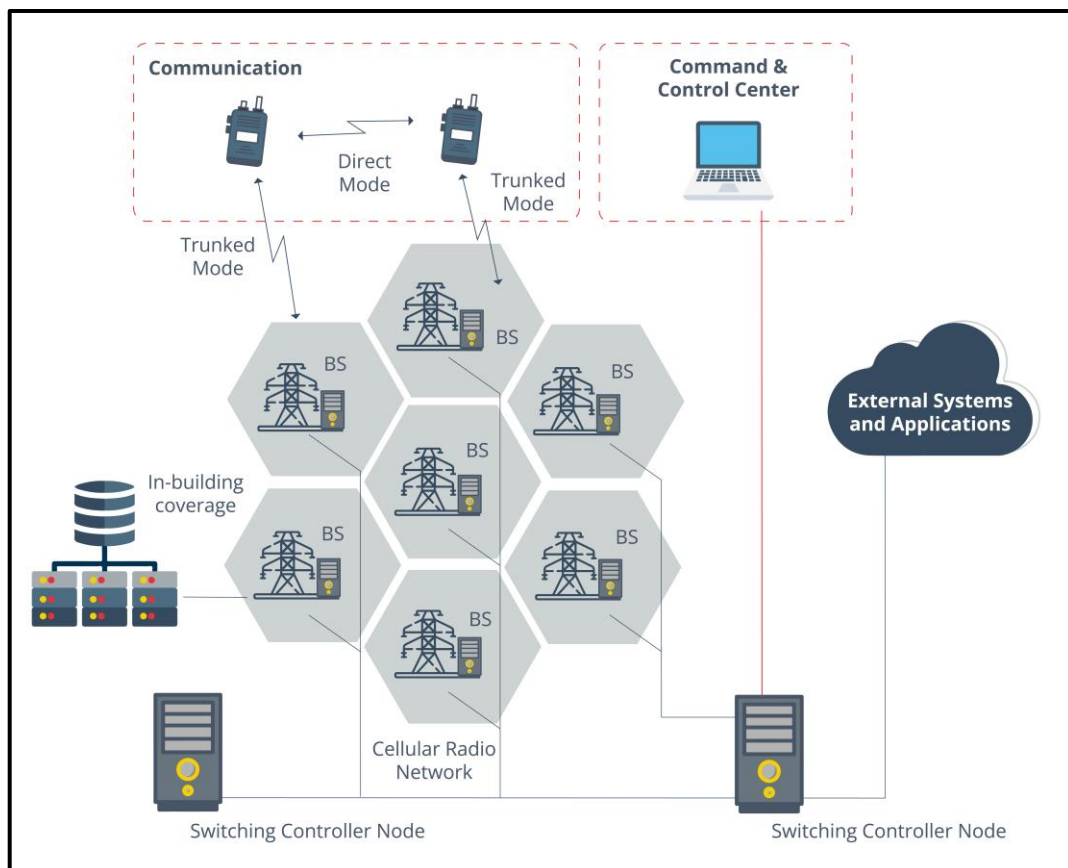 Communication
Command &
Control Center
Direct
Mode
Trunked
Mode
Trunked
Mode
BS
BS
BS
External Systems
and Applications
BS
In-building
coverage
BS
BS
BS
Cellular Radio
Network
Switching Controller Node
Switching Controller Node